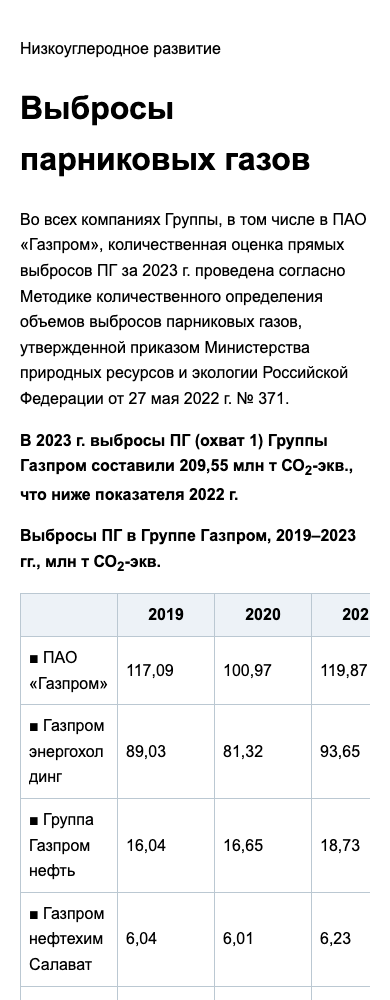 Низкоуглеродное развитие
Выбросы
парниковых газов
Во всех компаниях Группы, в том числе в ПАО
«Газпром», количественная оценка прямых
выбросов ПГ за 2023 г. проведена согласно
Методике количественного определения
объемов выбросов парниковых газов,
утвержденной приказом Министерства
природных ресурсов и экологии Российской
Федерации от 27 мая 2022 г. № 371.
В 2023 г. выбросы ПГ (охват 1) Группы
Газпром составили 209,55 млн т CO2-экв.,
что ниже показателя 2022 г.
Выбросы ПГ в Группе Газпром, 2019–2023
гг., млн т CO2-экв.
2019 2020 202
■ ПАО
«Газпром» 117,09 100,97 119,87
■ Газпром
энергохол 89,03 81,32 93,65
динг
■ Группа
Газпром 16,04 16,65 18,73
нефть
■ Газпром
нефтехим 6,04 6,01 6,23
Салават